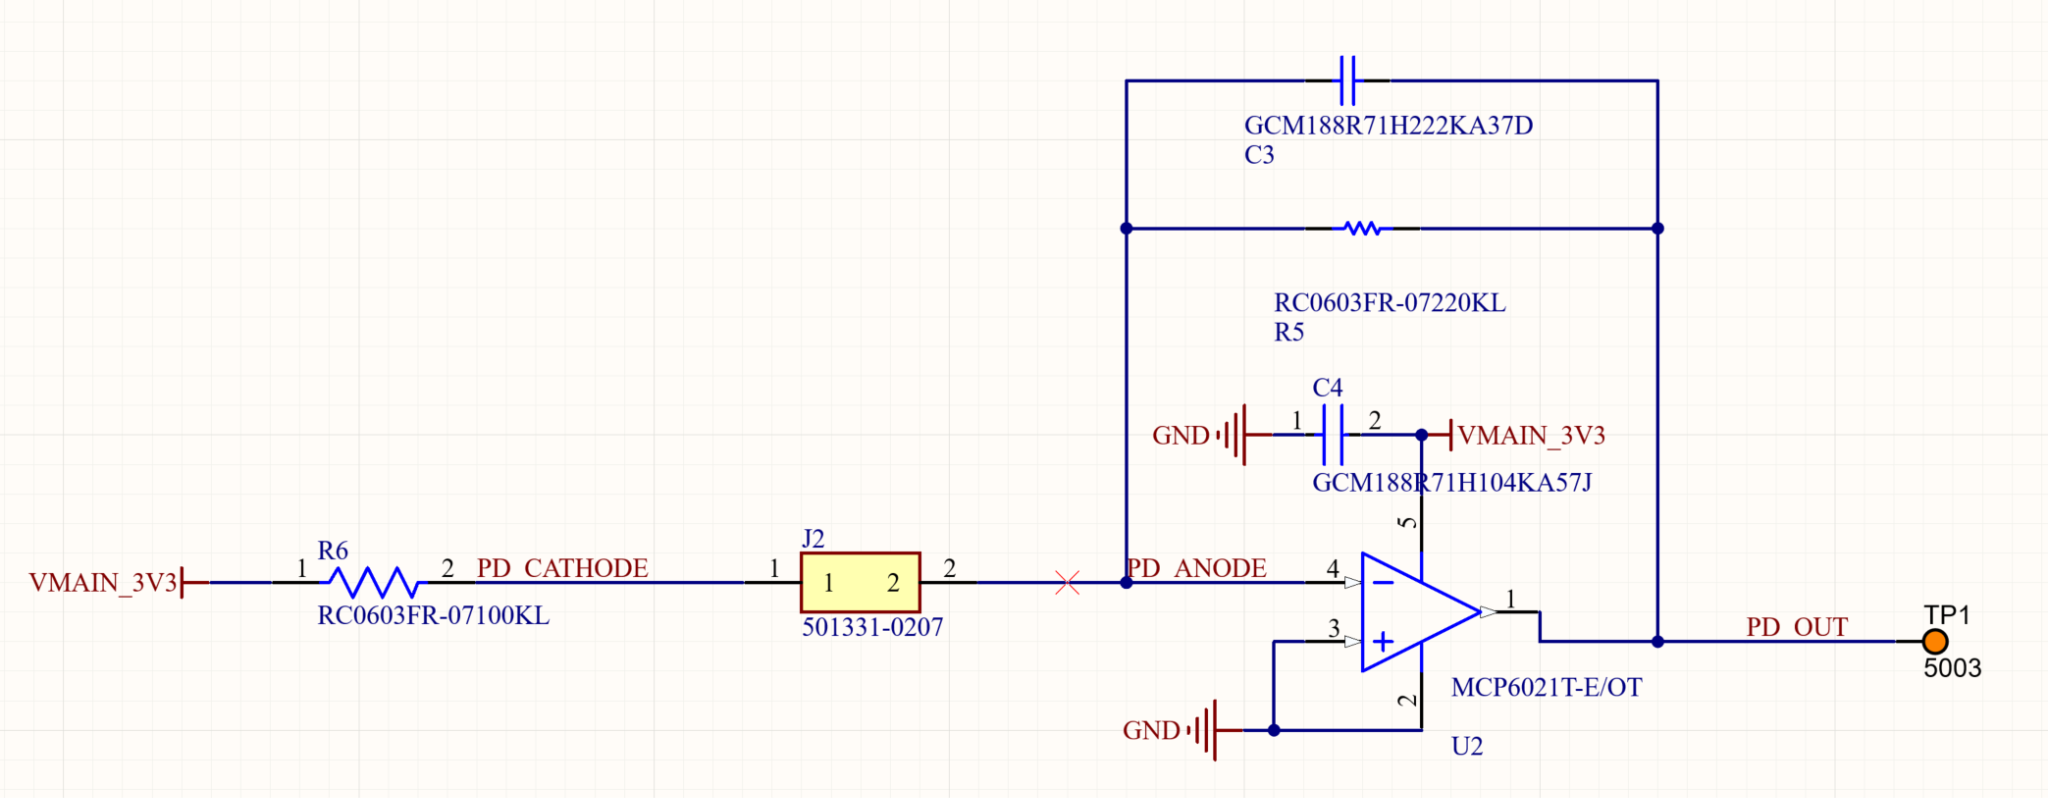 GCM188R71H222KA37D
C3
RC0603FR-07220KL
R5
C4
GND
1
2
VMAIN_3V3
GCM188R71H104KA57J
5
J2
R6
VMAIN_3V3
1
2
PD_CATHODE
1
1
2
2
PD_ANODE
4
RC0603FR-07100KL
501331-0207
3
1
PD_OUT
TP1
5003
MCP6021T-E/OT
2
GND
U2